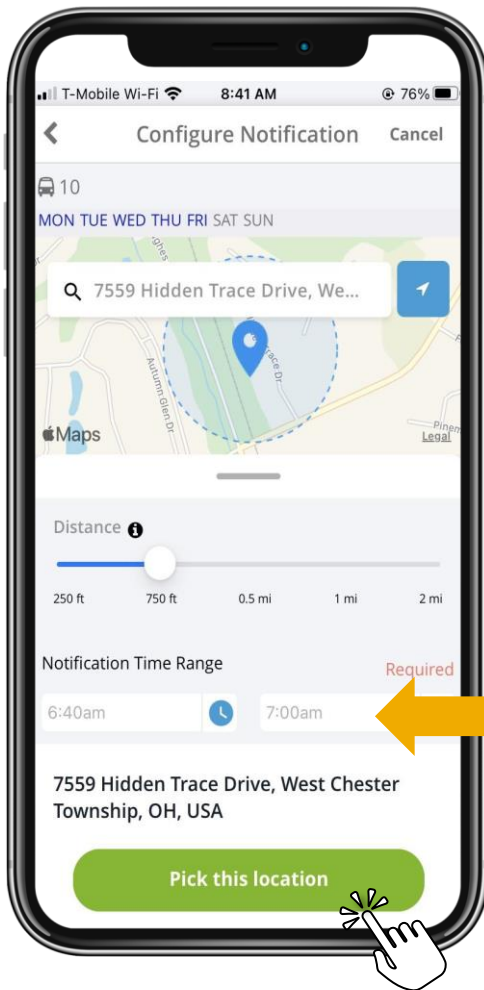 T-Mobile Wi-Fi 8:41 AM 76%
Configure Notification Cancel
10
MON TUE WED THU FRI SAT SUN
7559 Hidden Trace Drive, We...
Autumn Glen Dr
Maps
Legal
Distance
250 ft 750 ft 0.5 mi 1 mi 2 mi
Notification Time Range Required
6:40am 7:00am
7559 Hidden Trace Drive, West Chester
Township, OH, USA
Pick this location